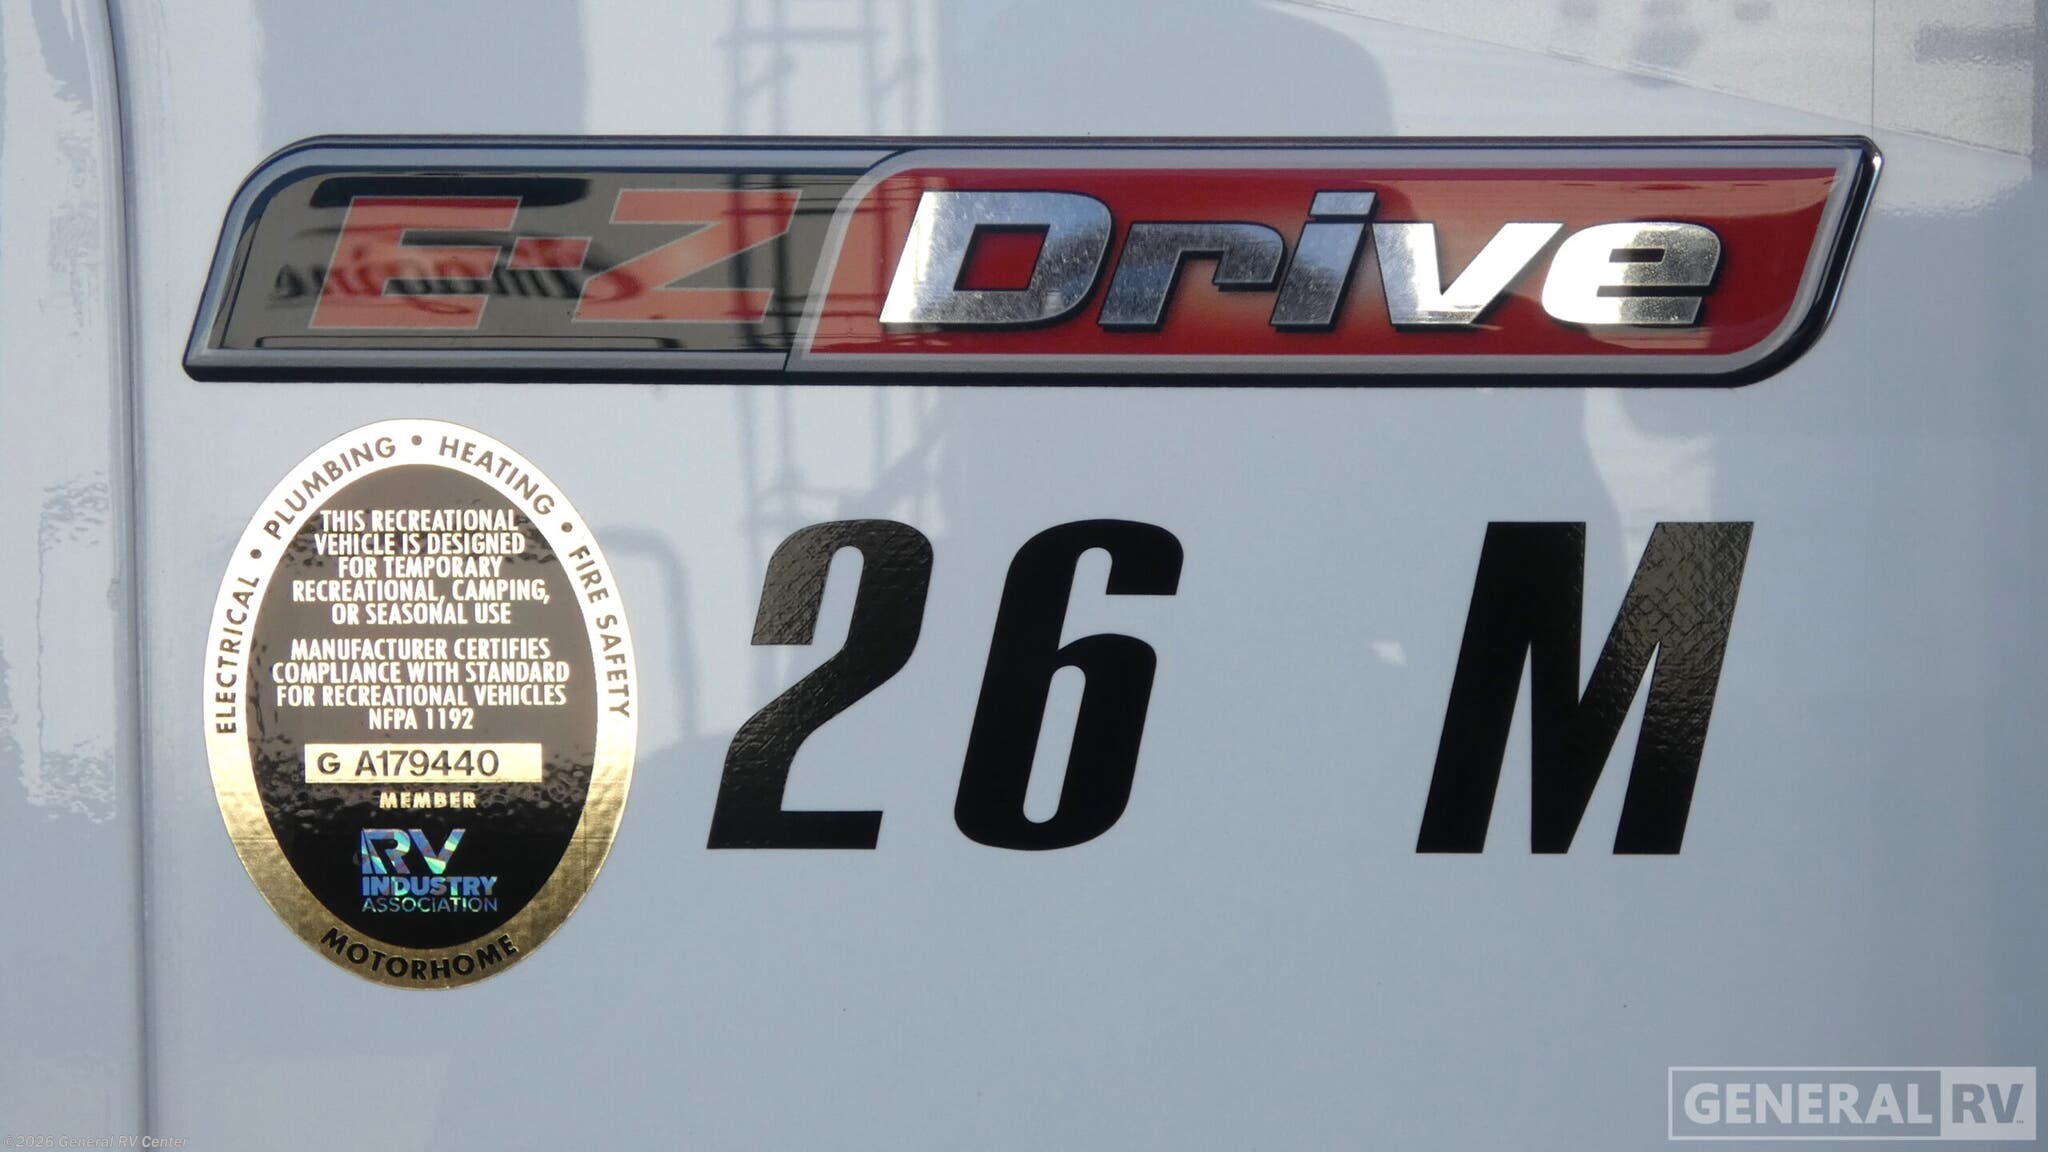 E-Z Drive
ELECTRICAL • PLUMBING • HEATING • FIRE SAFETY
THIS RECREATIONAL
VEHICLE IS DESIGNED
FOR TEMPORARY
RECREATIONAL, CAMPING,
OR SEASONAL USE
MANUFACTURER CERTIFIES
COMPLIANCE WITH STANDARD
FOR RECREATIONAL VEHICLES
NFPA 1192
G A179440
MEMBER
RV
INDUSTRY
ASSOCIATION
MOTORHOME
26 M
GENERAL RV
©2026 General RV Center